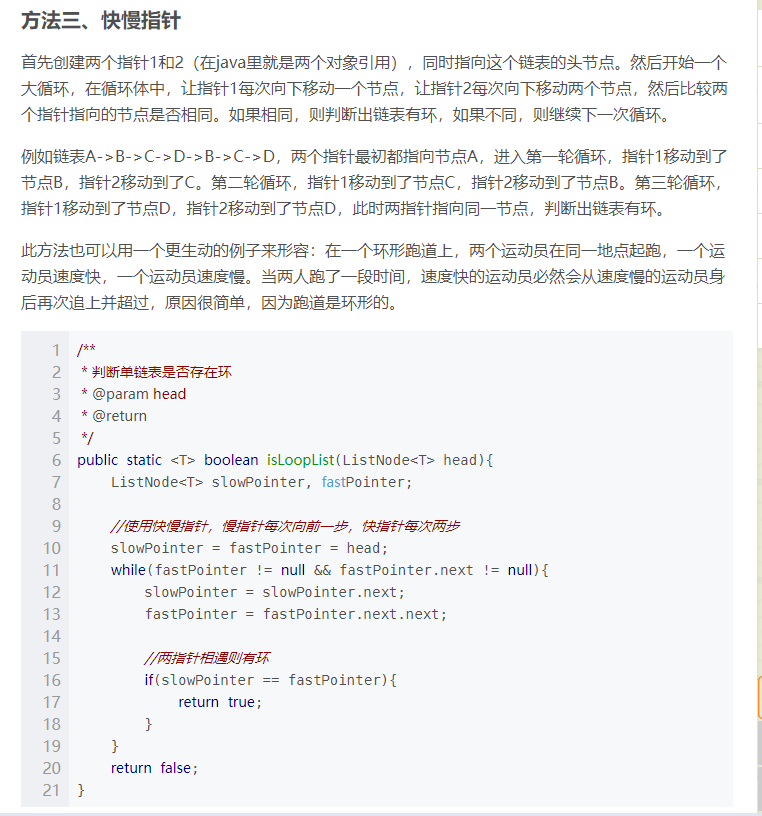 方法三、快慢指针
首先创建两个指针1和2（在java里就是两个对象引用），同时指向这个链表的头节点。然后开始一个
大循环，在循环体中，让指针1每次向下移动一个节点，让指针2每次向下移动两个节点，然后比较两
个指针指向的节点是否相同。如果相同，则判断出链表有环，如果不同，则继续下一次循环。
例如链表A->B->C->D->B->C->D，两个指针最初都指向节点A，进入第一轮循环，指针1移动到了
节点B，指针2移动到了C。第二轮循环，指针1移动到了节点C，指针2移动到了节点B。第三轮循环，
指针1移动到了节点D，指针2移动到了节点D，此时两指针指向同一节点，判断出链表有环。
此方法也可以用一个更生动的例子来形容：在一个环形跑道上，两个运动员在同一地点起跑，一个运
动员速度快，一个运动员速度慢。当两人跑了一段时间，速度快的运动员必然会从速度慢的运动员身
后再次追上并超过，原因很简单，因为跑道是环形的。
1 /**
2 * 判断单链表是否存在环
3 * @param head
4 * @return
5 */
6 public static <T> boolean isLoopList(ListNode<T> head){
7 ListNode<T> slowPointer, fastPointer;
8
9 //使用快慢指针，慢指针每次向前一步，快指针每次两步
10 slowPointer = fastPointer = head;
11 while(fastPointer != null && fastPointer.next != null){
12 slowPointer = slowPointer.next;
13 fastPointer = fastPointer.next.next;
14
15 //两指针相遇则有环
16 if(slowPointer == fastPointer){
17 return true;
18 }
19 }
20 return false;
21 }